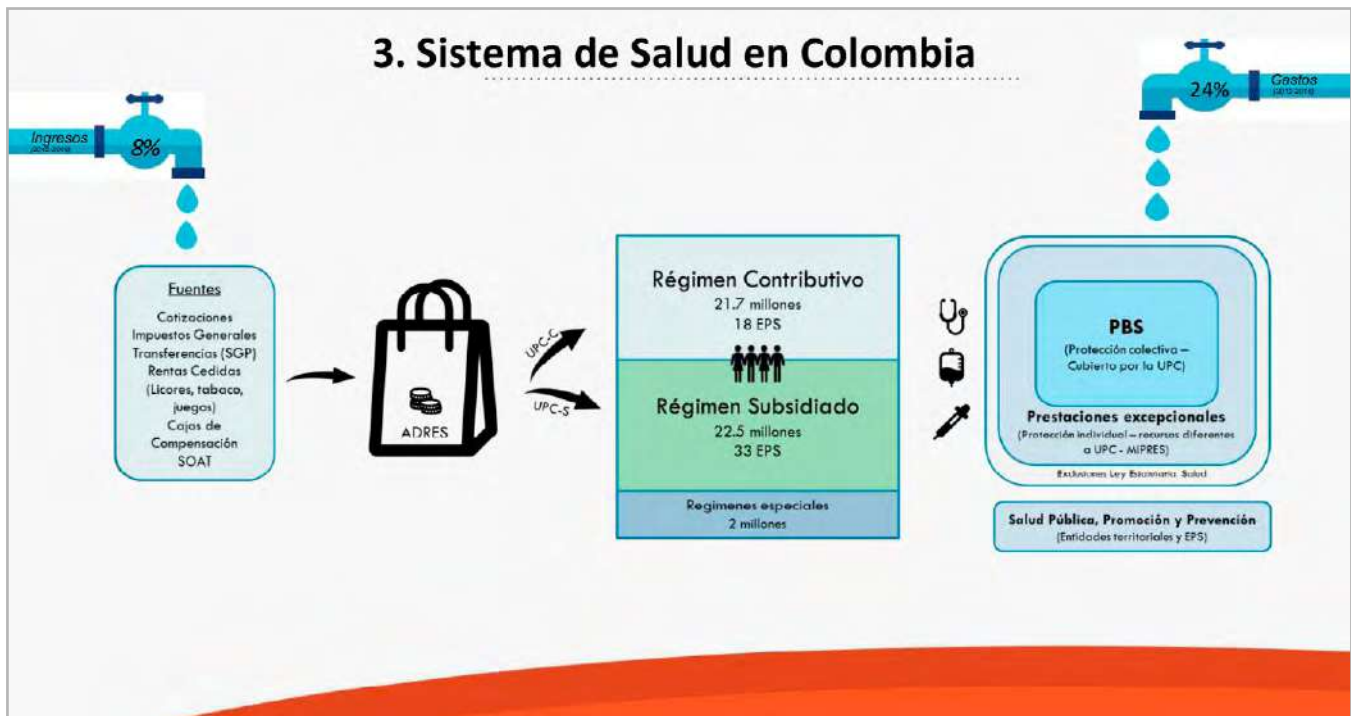 3. Sistema de Salud en Colombia
Ingresos
8%
24%
Gastos
Fuentes
Cotizaciones
Impuestos Generales
Transferencias (SGP)
Rentas Cedidas
(Licores, tabaco,
juegos)
Cajas de
Compensación
SOAT
ADRES
UPC-C
UPC-S
Régimen Contributivo
21.7 millones
18 EPS
Régimen Subsidiado
22.5 millones
33 EPS
Regimenes especiales
2 millones
PBS
(Protección colectiva –
Cubierto por la UPC)
Prestaciones excepcionales
(Protección individual – recursos diferentes
a UPC - MIPRES)
Exclusiones Ley Estatutaria Salud
Salud Pública, Promoción y Prevención
(Entidades territoriales y EPS)